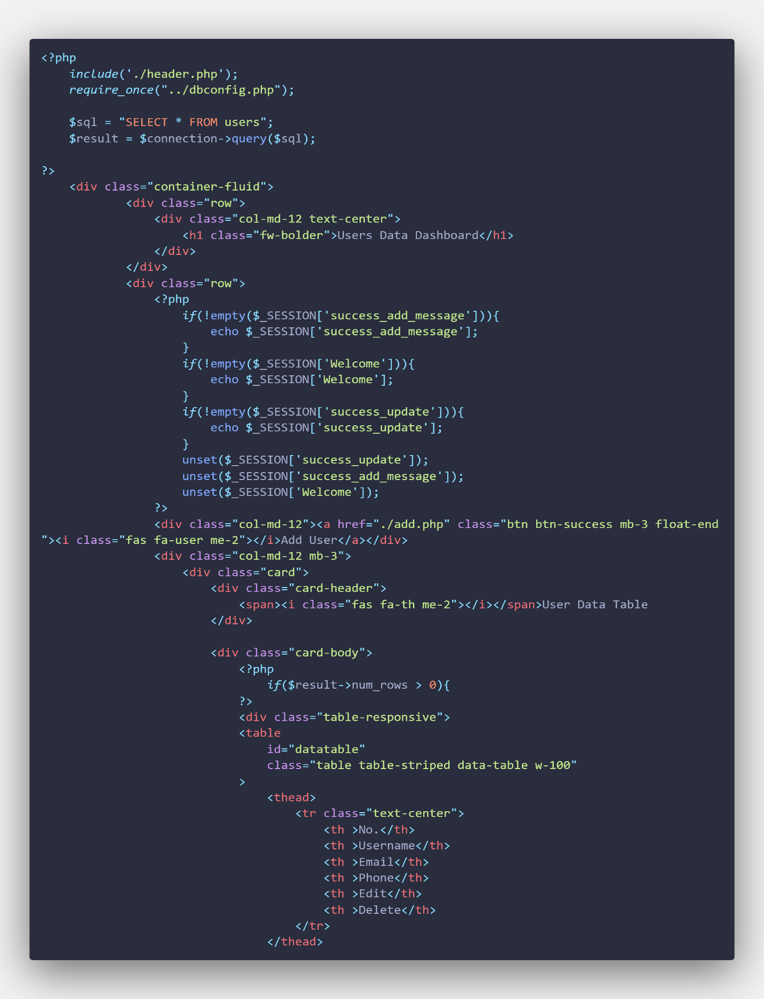 <?php
    include('./header.php');
    require_once("../dbconfig.php");

    $sql = "SELECT * FROM users";
    $result = $connection->query($sql);

?>
    <div class="container-fluid">
            <div class="row">
                <div class="col-md-12 text-center">
                    <h1 class="fw-bolder">Users Data Dashboard</h1>
                </div>
            </div>
            <div class="row">
                <?php
                    if(!empty($_SESSION['success_add_message'])){
                        echo $_SESSION['success_add_message'];
                    }
                    if(!empty($_SESSION['Welcome'])){
                        echo $_SESSION['Welcome'];
                    }
                    if(!empty($_SESSION['success_update'])){
                        echo $_SESSION['success_update'];
                    }
                    unset($_SESSION['success_update']);
                    unset($_SESSION['success_add_message']);
                    unset($_SESSION['Welcome']);
                ?>
                <div class="col-md-12"><a href="./add.php" class="btn btn-success mb-3 float-end
"><i class="fas fa-user me-2"></i>Add User</a></div>
                <div class="col-md-12 mb-3">
                    <div class="card">
                        <div class="card-header">
                            <span><i class="fas fa-th me-2"></i></span>User Data Table
                        </div>

                        <div class="card-body">
                            <?php
                                if($result->num_rows > 0){
                            ?>
                            <div class="table-responsive">
                            <table
                                id="datatable"
                                class="table table-striped data-table w-100"
                            >
                                <thead>
                                    <tr class="text-center">
                                        <th >No.</th>
                                        <th >Username</th>
                                        <th >Email</th>
                                        <th >Phone</th>
                                        <th >Edit</th>
                                        <th >Delete</th>
                                    </tr>
                                </thead>